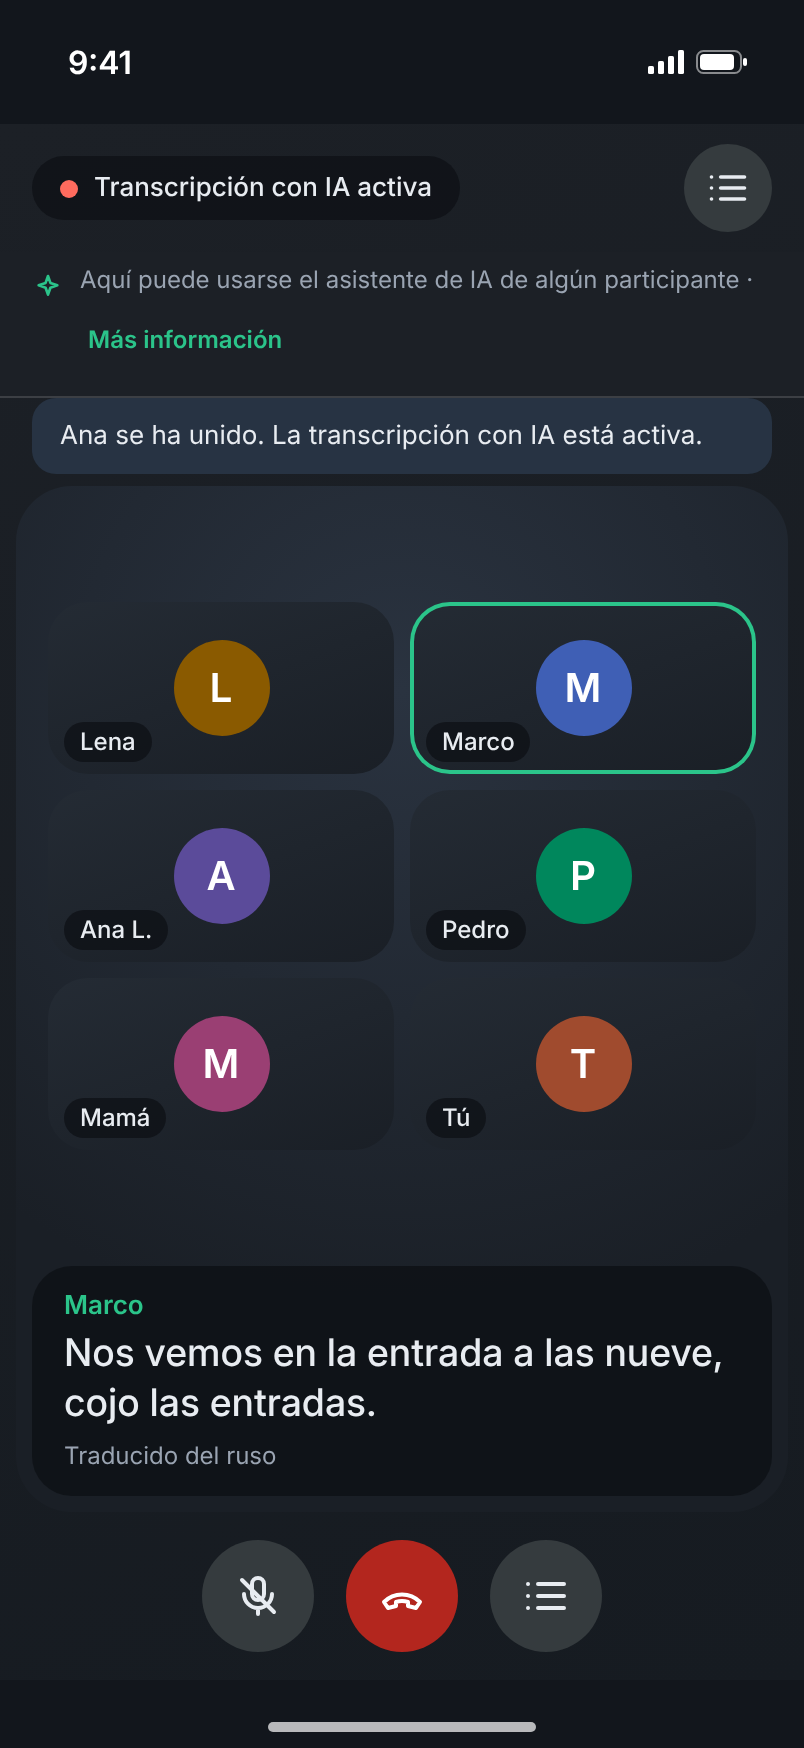 9:41
Transcripción con IA activa
Aquí puede usarse el asistente de IA de algún participante ·
Más información
Ana se ha unido. La transcripción con IA está activa.
L
Lena
M
Marco
A
Ana L.
P
Pedro
M
Mamá
T
Tú
Marco
Nos vemos en la entrada a las nueve,
cojo las entradas.
Traducido del ruso